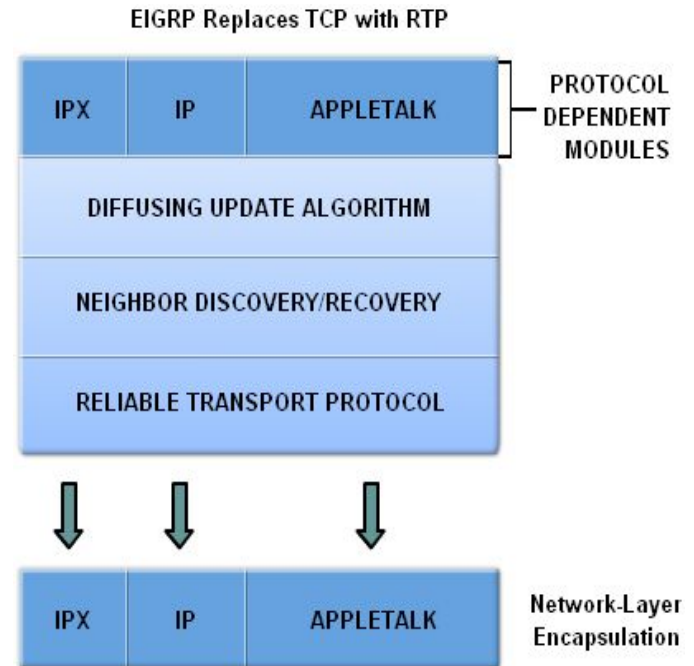 EIGRP Replaces TCP with RTP
IPX
IP
APPLETALK
PROTOCOL
DEPENDENT
MODULES
DIFFUSING UPDATE ALGORITHM
NEIGHBOR DISCOVERY/RECOVERY
RELIABLE TRANSPORT PROTOCOL
IPX
IP
APPLETALK
Network-Layer
Encapsulation